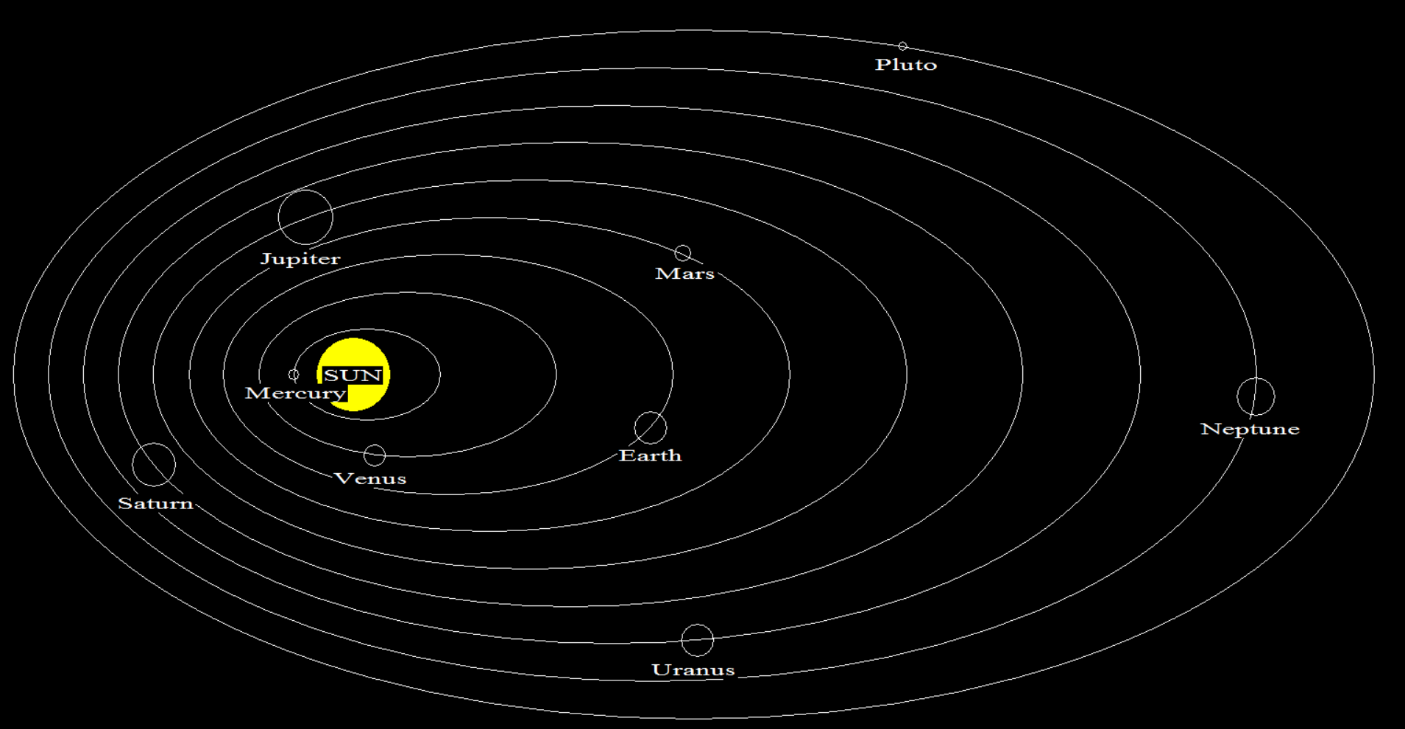 Pluto
Jupiter
Mars
SUN
Mercury
Neptune
Earth
Venus
Saturn
Uranus